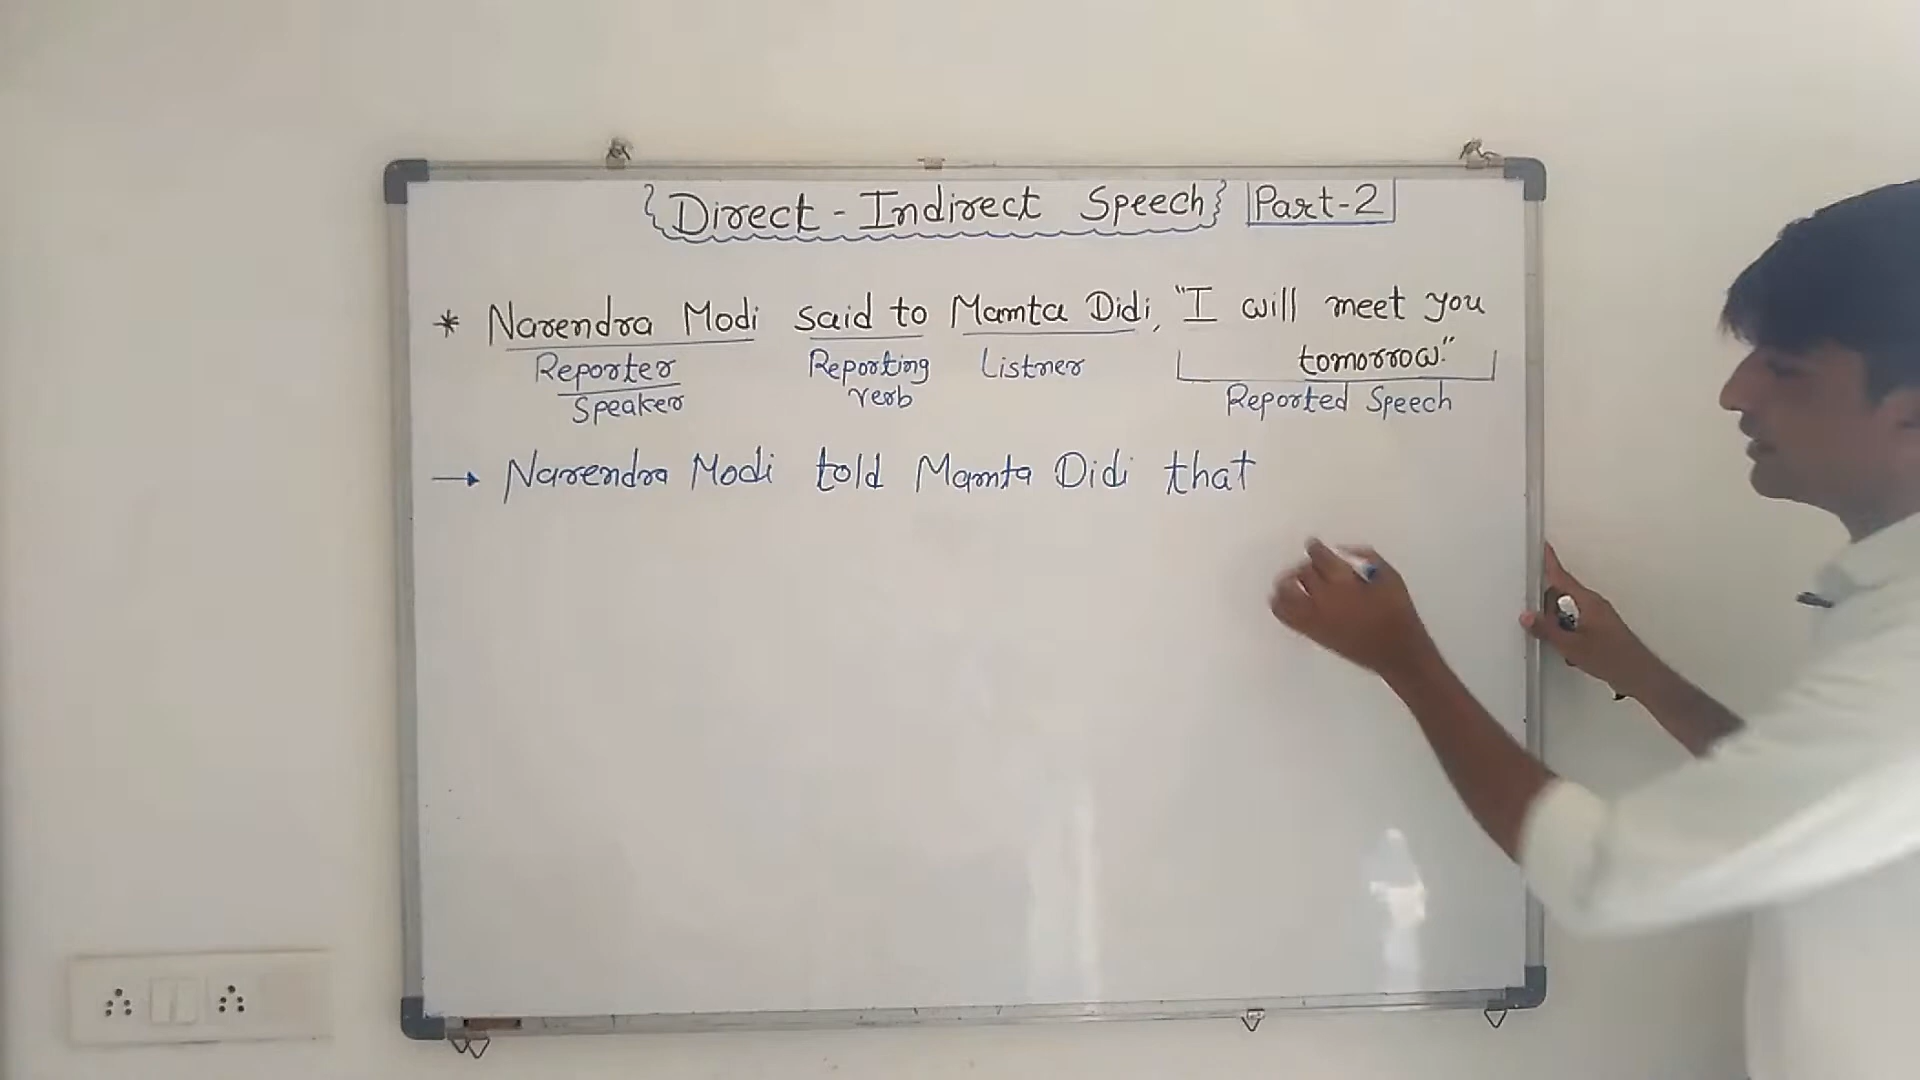 {Direct - Indirect Speech} Part-2
* Narendra Modi said to Mamta Didi, "I will meet you
tomorrow."
Reporter Reporting Listner
Speaker verb Reported Speech
→ Narendra Modi told Mamta Didi that